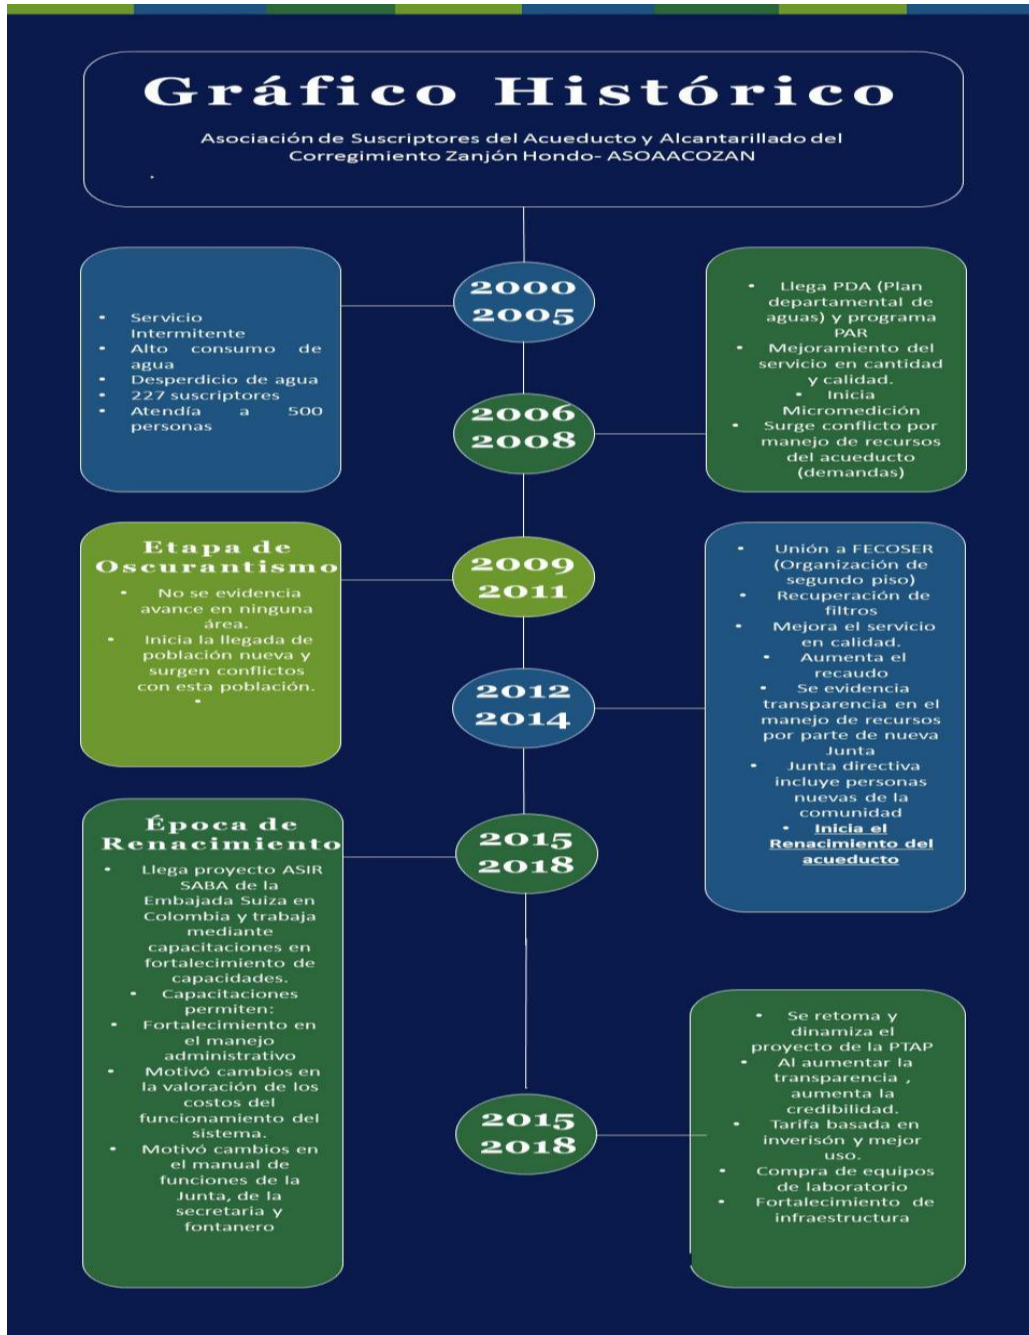 Gráfico Histórico
Asociación de Suscriptores del Acueducto y Alcantarillado del
Corregimiento Zanjón Hondo- ASOAACOZAN
.
2000
2005
• Servicio
Intermitente
• Alto consumo de
agua
• Desperdicio de agua
• 227 suscriptores
• Atendía a 500
personas
2006
2008
• Llega PDA (Plan
departamental de
aguas) y programa
PAR
• Mejoramiento del
servicio en cantidad
y calidad.
• Inicia
Micromedición
• Surge conflicto por
manejo de recursos
del acueducto
(demandas)
2009
2011
Etapa de
Oscurantismo
• No se evidencia
avance en ninguna
área.
• Inicia la llegada de
población nueva y
surgen conflictos
con esta población.
•
2012
2014
• Unión a FECOSER
(Organización de
segundo piso)
• Recuperación de
filtros
• Mejora el servicio
en calidad.
• Aumenta el
recaudo
• Se evidencia
transparencia en el
manejo de recursos
por parte de nueva
Junta
• Junta directiva
incluye personas
nuevas de la
comunidad
• Inicia el
Renacimiento del
acueducto
2015
2018
Época de
Renacimiento
• Llega proyecto ASIR
SABA de la
Embajada Suiza en
Colombia y trabaja
mediante
capacitaciones en
fortalecimiento de
capacidades.
• Capacitaciones
permiten:
• Fortalecimiento en
el manejo
administrativo
• Motivó cambios en
la valoración de los
costos del
funcionamiento del
sistema.
• Motivó cambios en
el manual de
funciones de la
Junta, de la
secretaria y
fontanero
2015
2018
• Se retoma y
dinamiza el
proyecto de la PTAP
• Al aumentar la
transparencia ,
aumenta la
credibilidad.
• Tarifa basada en
inverisón y mejor
uso.
• Compra de equipos
de laboratorio
• Fortalecimiento de
infraestructura